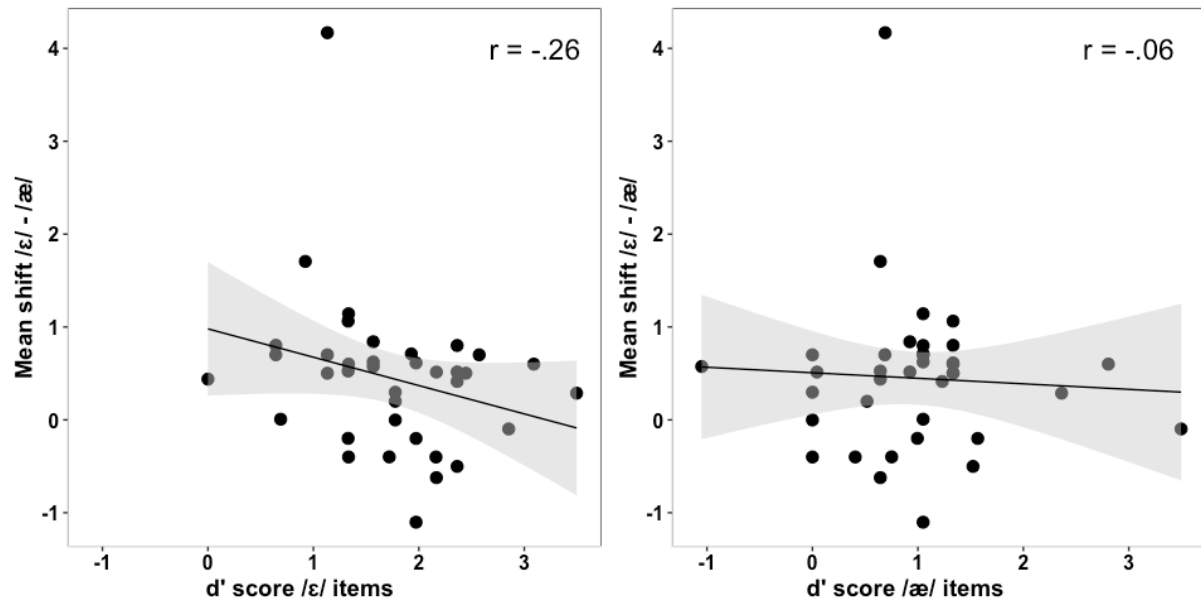 r = -.26
4
3
2
1
0
-1
Mean shift /ɛ/ - /æ/
-1 0 1 2 3
d' score /ɛ/ items
r = -.06
4
3
2
1
0
-1
Mean shift /ɛ/ - /æ/
-1 0 1 2 3
d' score /æ/ items